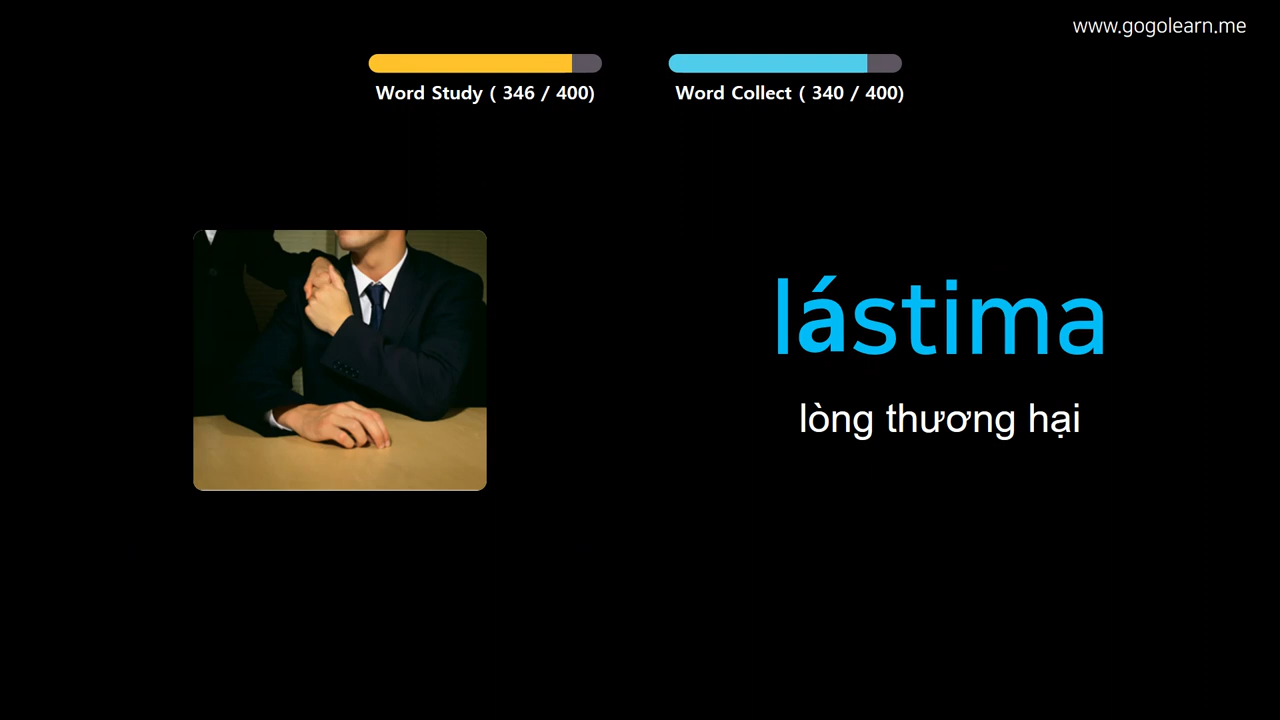 www.gogolearn.me
Word Study ( 346 / 400)
Word Collect ( 340 / 400)
lástima
lòng thương hại